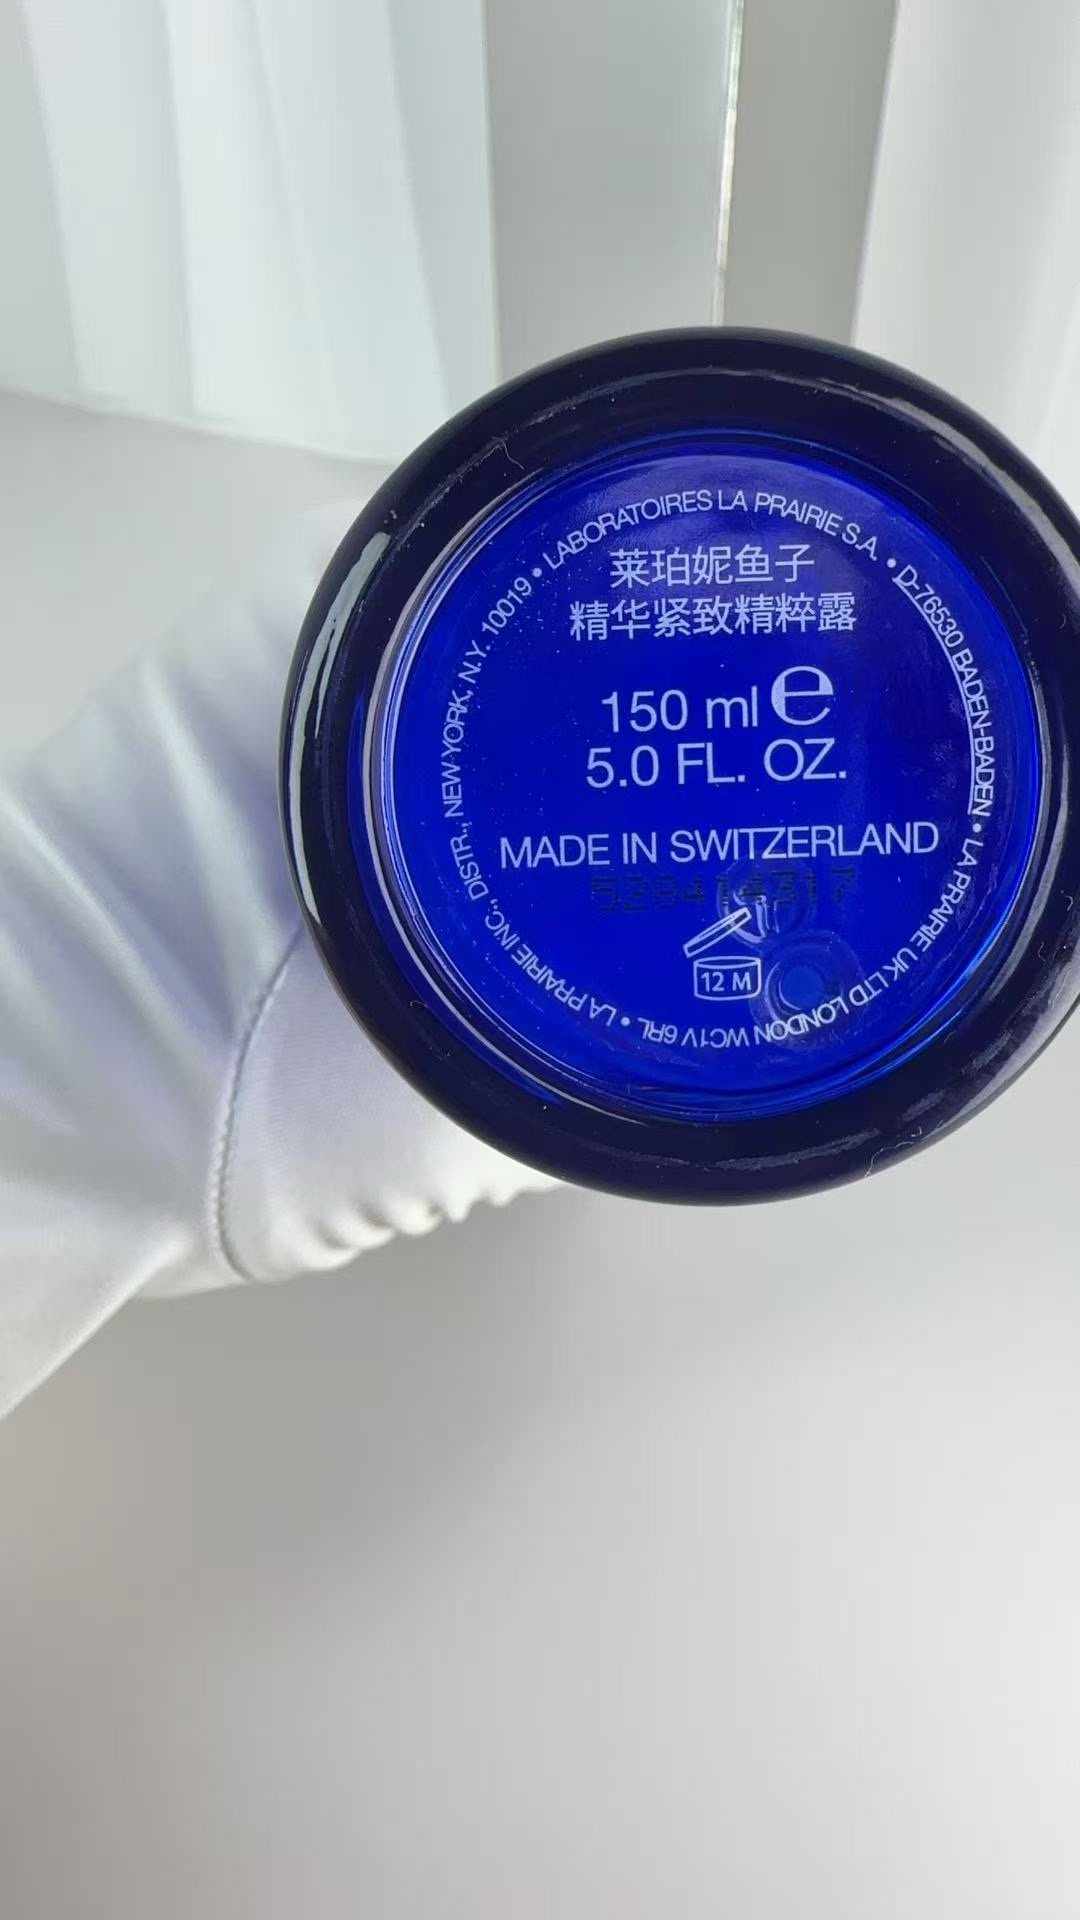 LABORATOIRES LA PRAIRIE S.A. • D-76530 BADEN-BADEN • LA PRAIRIE UK LTD LONDON WC1V 6RL • LA PRAIRIE INC., DISTR., NEW YORK, N.Y. 10019 •
莱珀妮鱼子
精华紧致精粹露
150 ml e
5.0 FL. OZ.
MADE IN SWITZERLAND
528414317
12 M